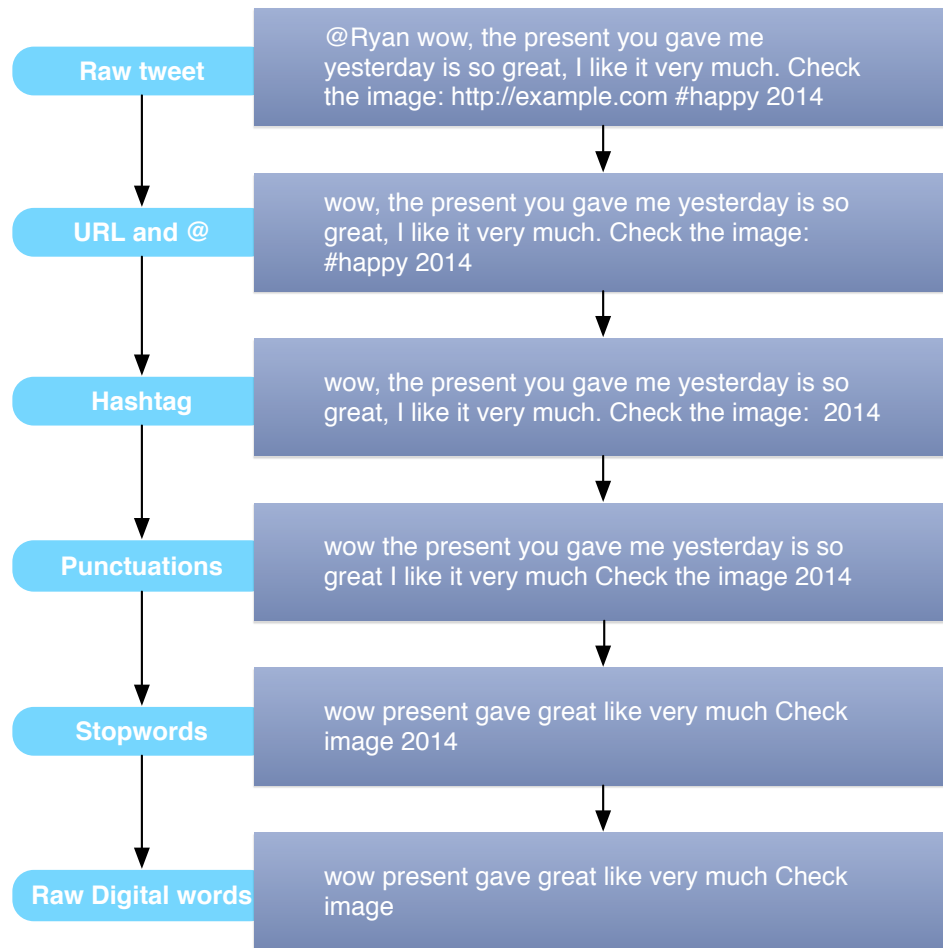 Raw tweet
@Ryan wow, the present you gave me
yesterday is so great, I like it very much. Check
the image: http://example.com #happy 2014
URL and @
wow, the present you gave me yesterday is so
great, I like it very much. Check the image:
#happy 2014
Hashtag
wow, the present you gave me yesterday is so
great, I like it very much. Check the image:  2014
Punctuations
wow the present you gave me yesterday is so
great I like it very much Check the image 2014
Stopwords
wow present gave great like very much Check
image 2014
Raw Digital words
wow present gave great like very much Check
image